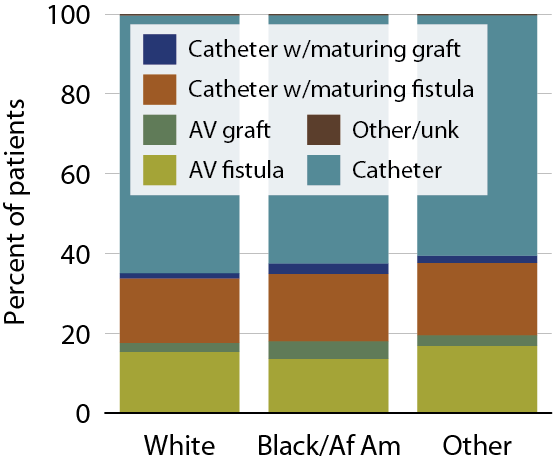 100
80
60
40
20
0
Percent of patients
Catheter w/maturing graft
Catheter w/maturing fistula
AV graft
Other/unk
AV fistula
Catheter
White
Black/Af Am
Other